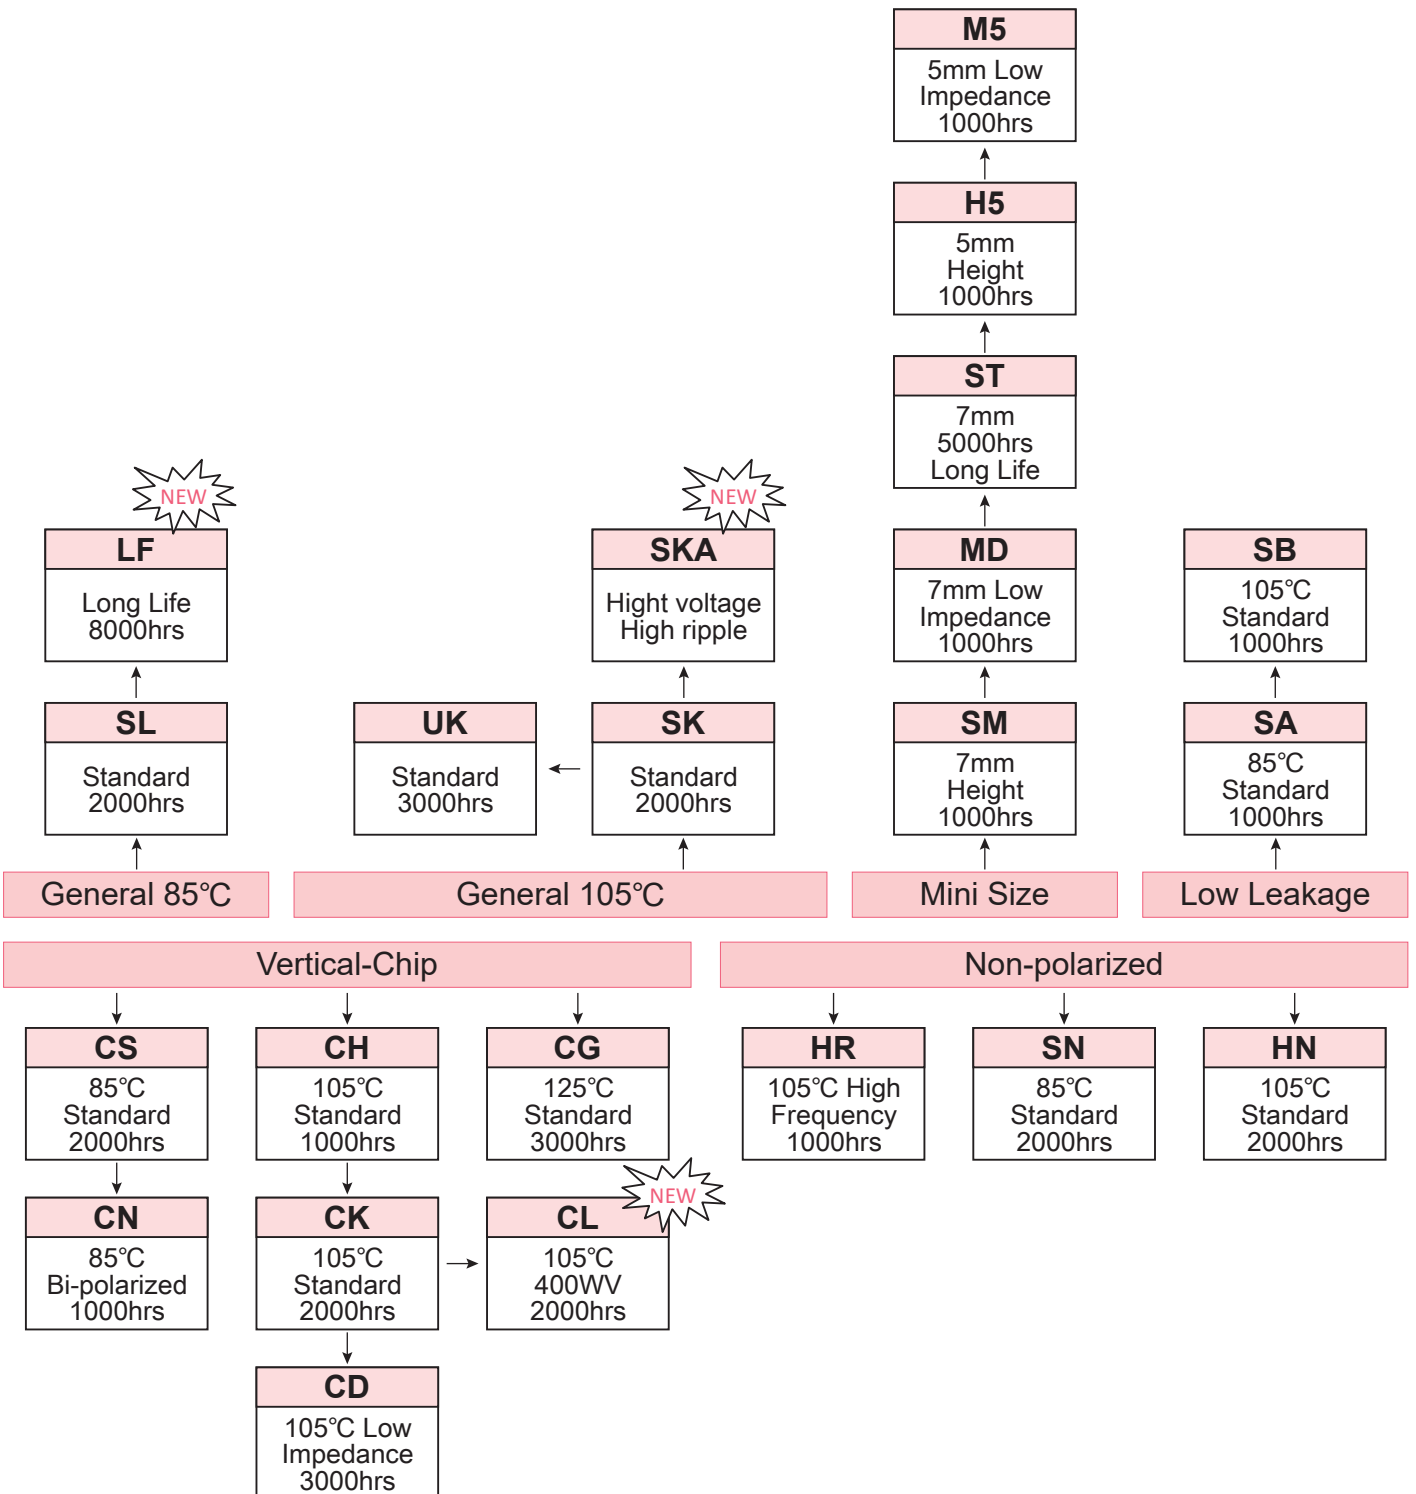 M5
5mm Low
Impedance
1000hrs
H5
5mm
Height
1000hrs
ST
7mm
5000hrs
Long Life
NEW
LF
Long Life
8000hrs
NEW
SKA
Hight voltage
High ripple
MD
7mm Low
Impedance
1000hrs
SB
105℃
Standard
1000hrs
SL
Standard
2000hrs
UK
Standard
3000hrs
SK
Standard
2000hrs
SM
7mm
Height
1000hrs
SA
85℃
Standard
1000hrs
General 85℃
General 105℃
Mini Size
Low Leakage
Vertical-Chip
Non-polarized
CS
85℃
Standard
2000hrs
CH
105℃
Standard
1000hrs
CG
125℃
Standard
3000hrs
HR
105℃ High
Frequency
1000hrs
SN
85℃
Standard
2000hrs
HN
105℃
Standard
2000hrs
CN
85℃
Bi-polarized
1000hrs
CK
105℃
Standard
2000hrs
NEW
CL
105℃
400WV
2000hrs
CD
105℃ Low
Impedance
3000hrs